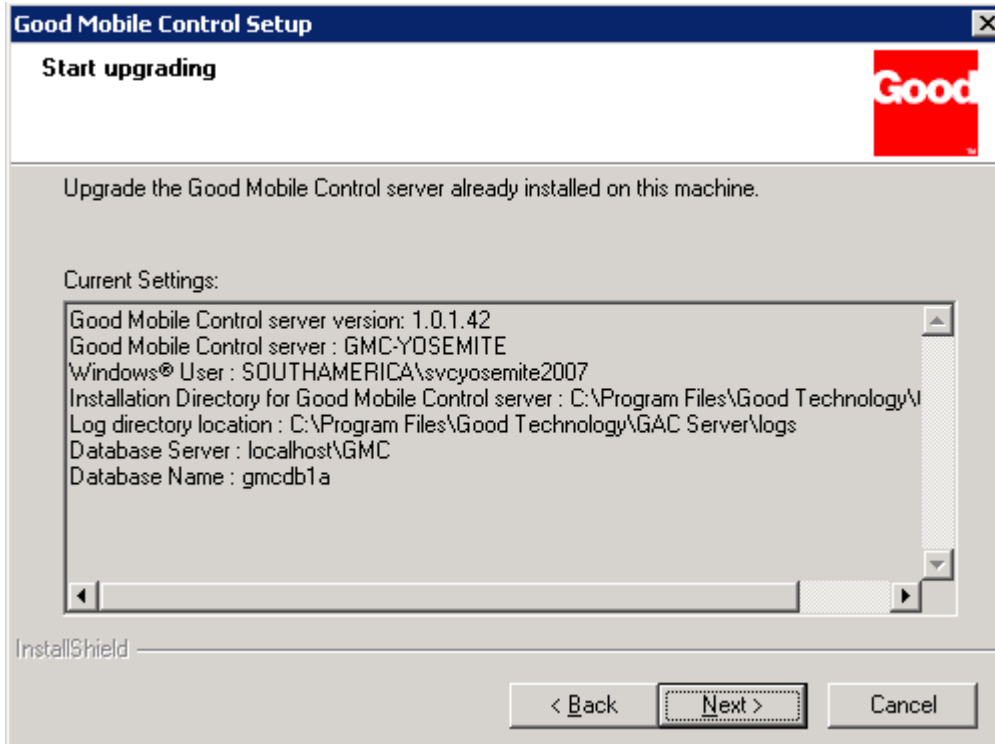 Good Mobile Control Setup
Start upgrading
Good
™
Upgrade the Good Mobile Control server already installed on this machine.
Current Settings:
Good Mobile Control server version: 1.0.1.42
Good Mobile Control server : GMC-YOSEMITE
Windows® User : SOUTHAMERICA\svcyosemite2007
Installation Directory for Good Mobile Control server : C:\Program Files\Good Technology\
Log directory location : C:\Program Files\Good Technology\GAC Server\logs
Database Server : localhost\GMC
Database Name : gmcdb1a
InstallShield
< Back
Next >
Cancel